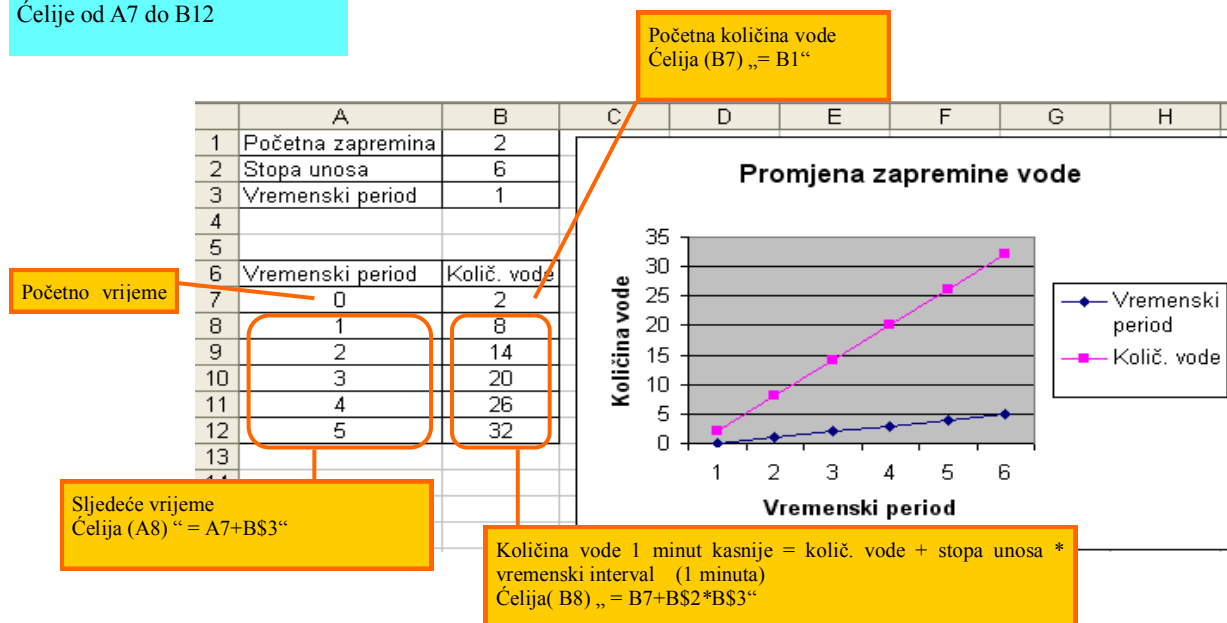 Ćelije od A7 do B12
Početna količina vode
Ćelija (B7) „= B1“
A B C D E F G H
1 Početna zapremina 2
2 Stopa unosa 6
3 Vremenski period 1
4
5
6 Vremenski period Količ. vode
7 0 2
8 1 8
9 2 14
10 3 20
11 4 26
12 5 32
13
Početno vrijeme
Promjena zapremine vode
Količina vode
35
30
25
20
15
10
5
0
1 2 3 4 5 6
Vremenski period
Vremenski
period
Količ. vode
Sljedeće vrijeme
Ćelija (A8) “ = A7+B$3“
Količina vode 1 minut kasnije = količ. vode + stopa unosa *
vremenski interval (1 minuta)
Ćelija( B8) „ = B7+B$2*B$3“